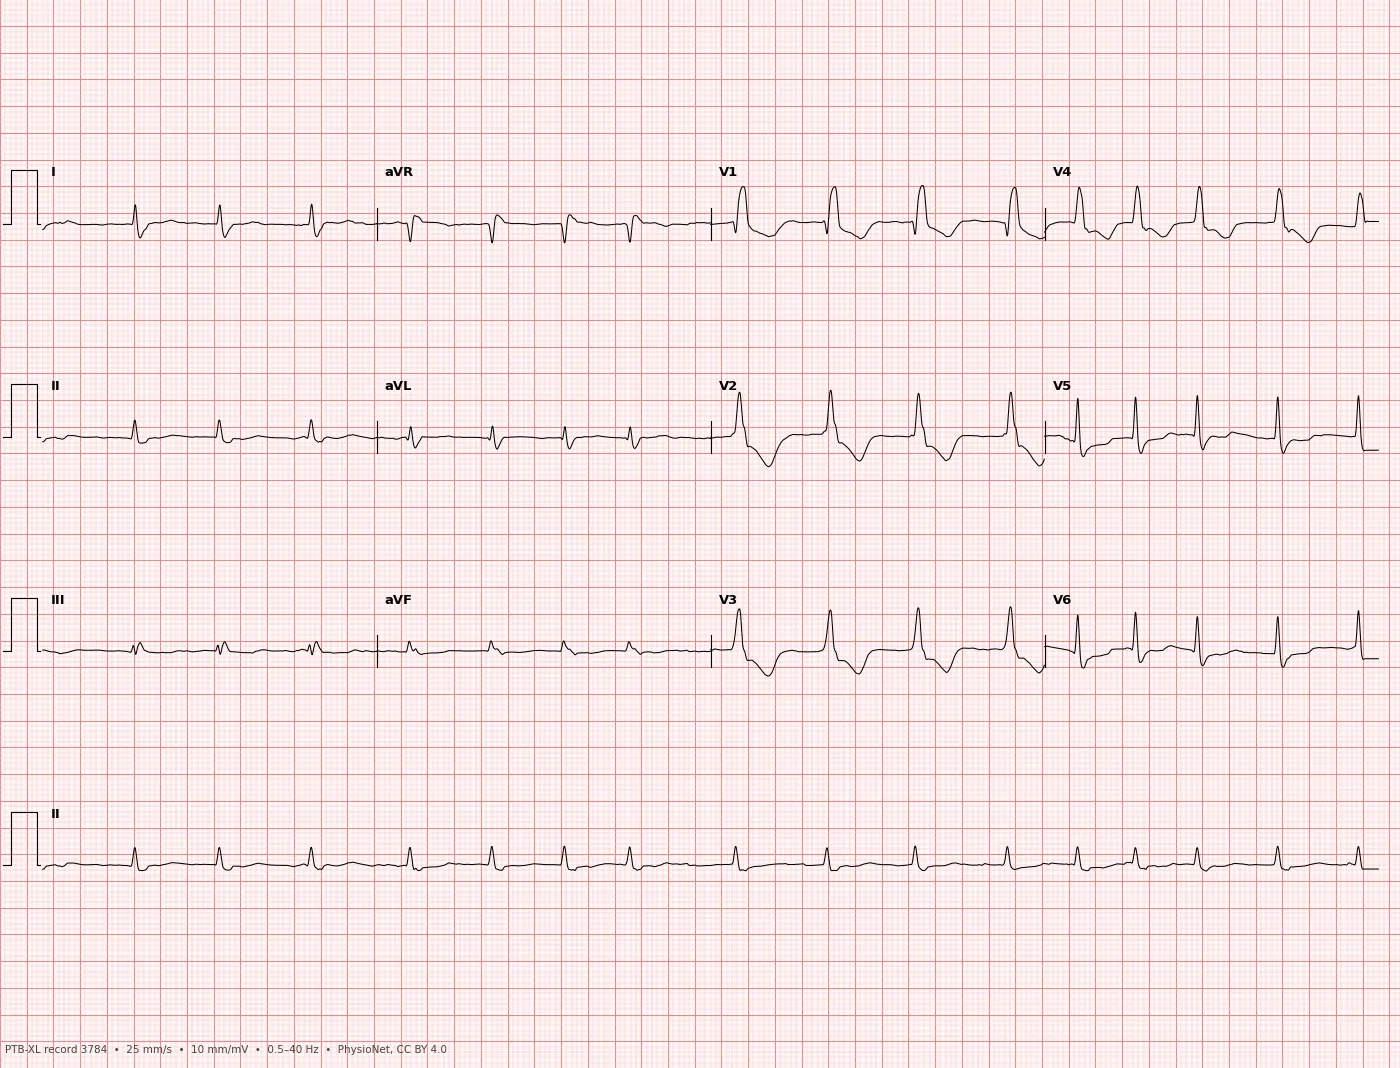 I aVR V1 V4
II aVL V2 V5
III aVF V3 V6
II
PTB-XL record 3784 • 25 mm/s • 10 mm/mV • 0.5–40 Hz • PhysioNet, CC BY 4.0